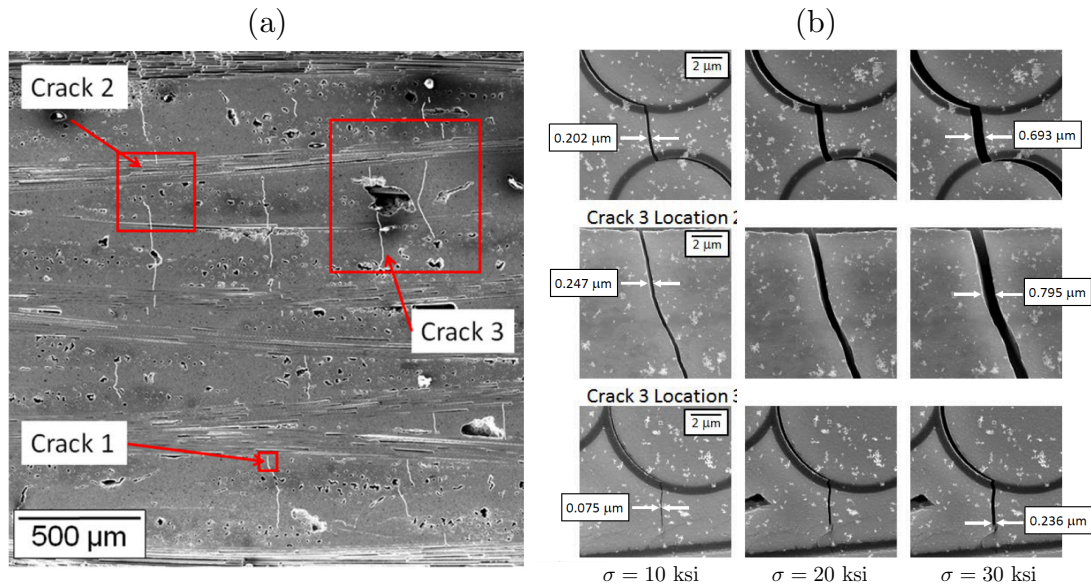 (a)
Crack 2
Crack 3
Crack 1
500 μm
(b)
2 μm
0.202 μm
0.693 μm
Crack 3 Location 2
2 μm
0.247 μm
0.795 μm
Crack 3 Location
2 μm
0.075 μm
0.236 μm
σ = 10 ksi
σ = 20 ksi
σ = 30 ksi